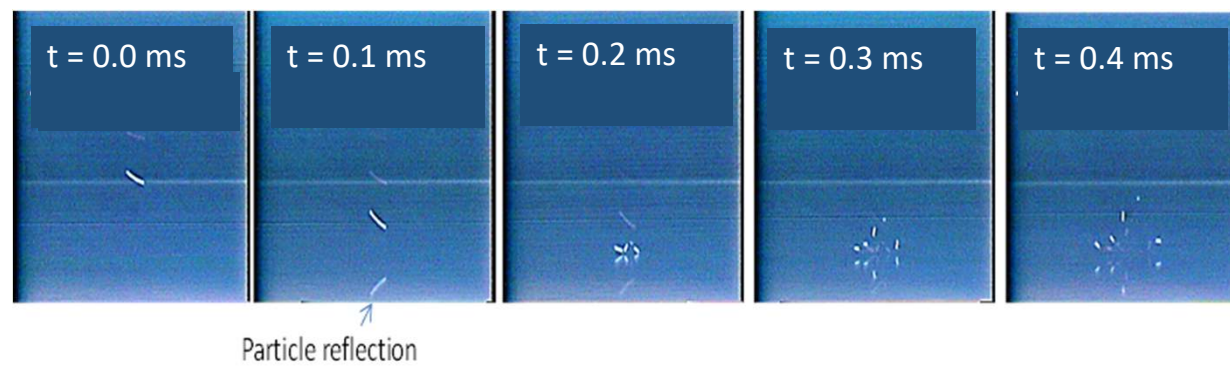 t = 0.0 ms
t = 0.1 ms
t = 0.2 ms
t = 0.3 ms
t = 0.4 ms
Particle reflection